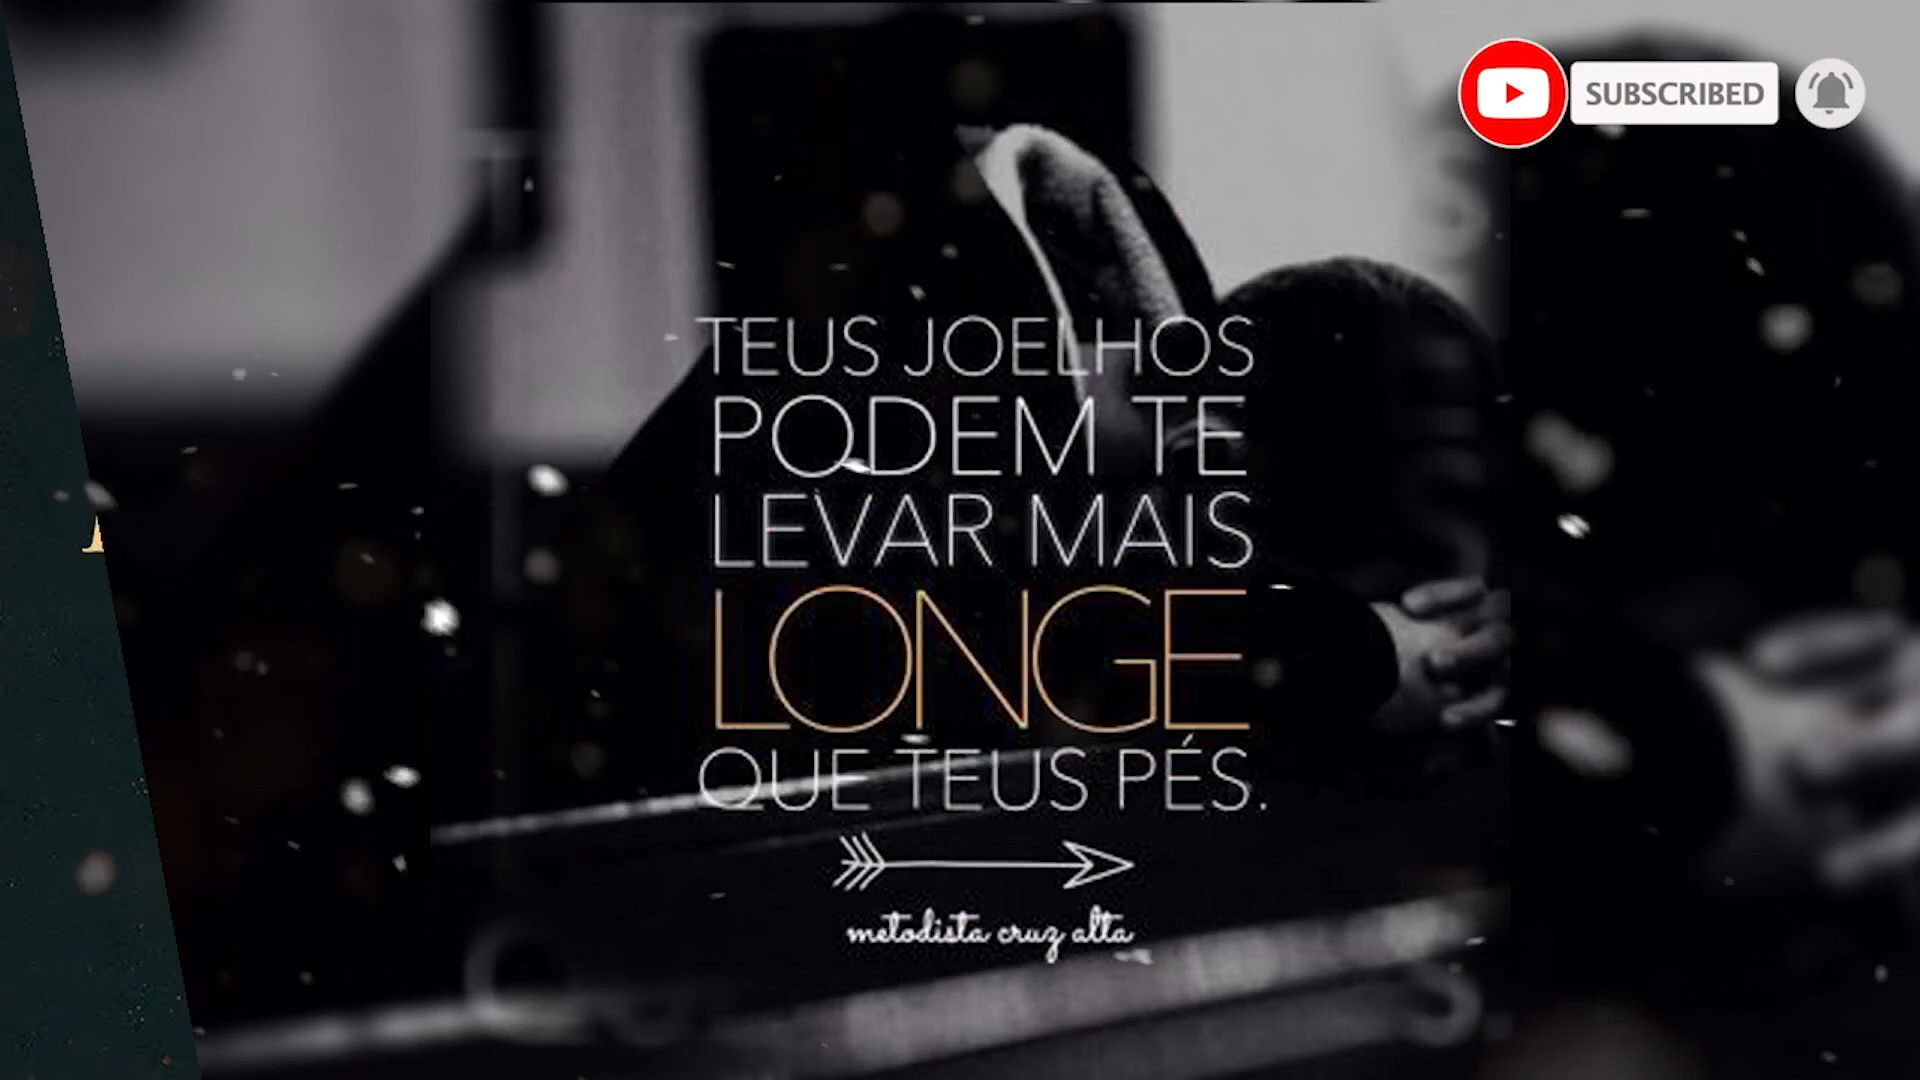 SUBSCRIBED
TEUS JOELHOS
PODEM TE
LEVAR MAIS
LONGE
QUE TEUS PÉS.
metodista cruz alta